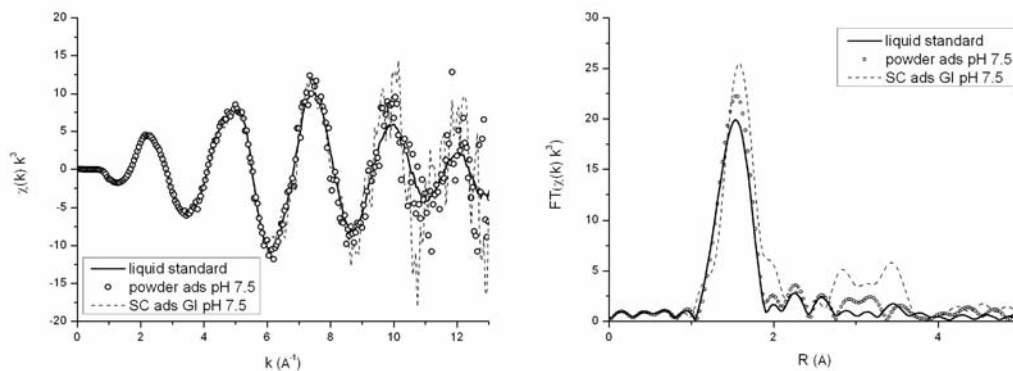 20
15
10
5
0
-5
-10
-15
-20
χ(k) k³
0 2 4 6 8 10 12
k (A⁻¹)
liquid standard
powder ads pH 7.5
SC ads GI pH 7.5
30
25
20
15
10
5
0
FT(χ(k) k³)
0 2 4
R (A)
liquid standard
powder ads pH 7.5
SC ads GI pH 7.5